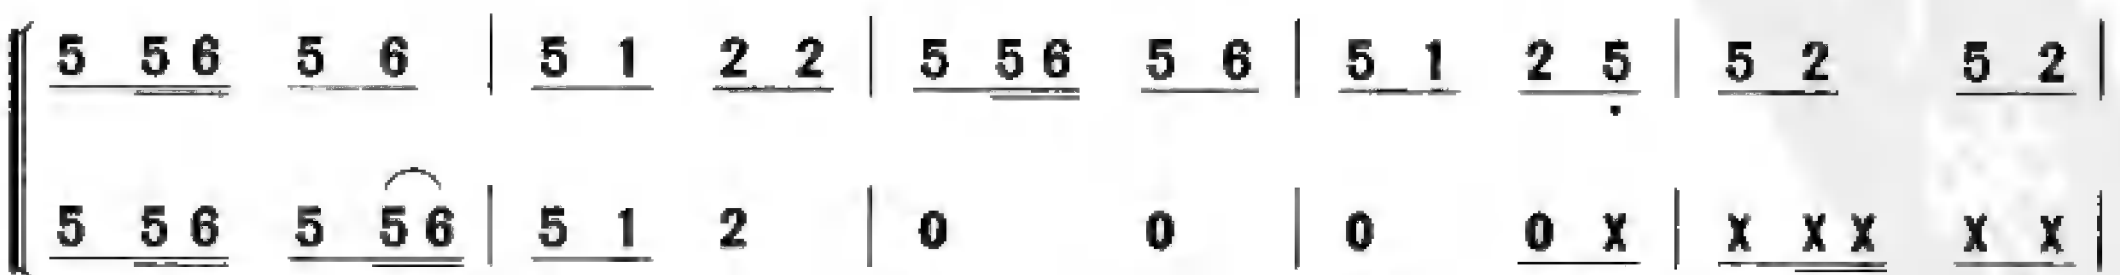 5 5 6 5 6 | 5 1 2 2 | 5 5 6 5 6 | 5 1 2 5̣ | 5 2 5 2 |
5 5 6 5 5 6 | 5 1 2 | 0 0 | 0 0 X | X X X X X |